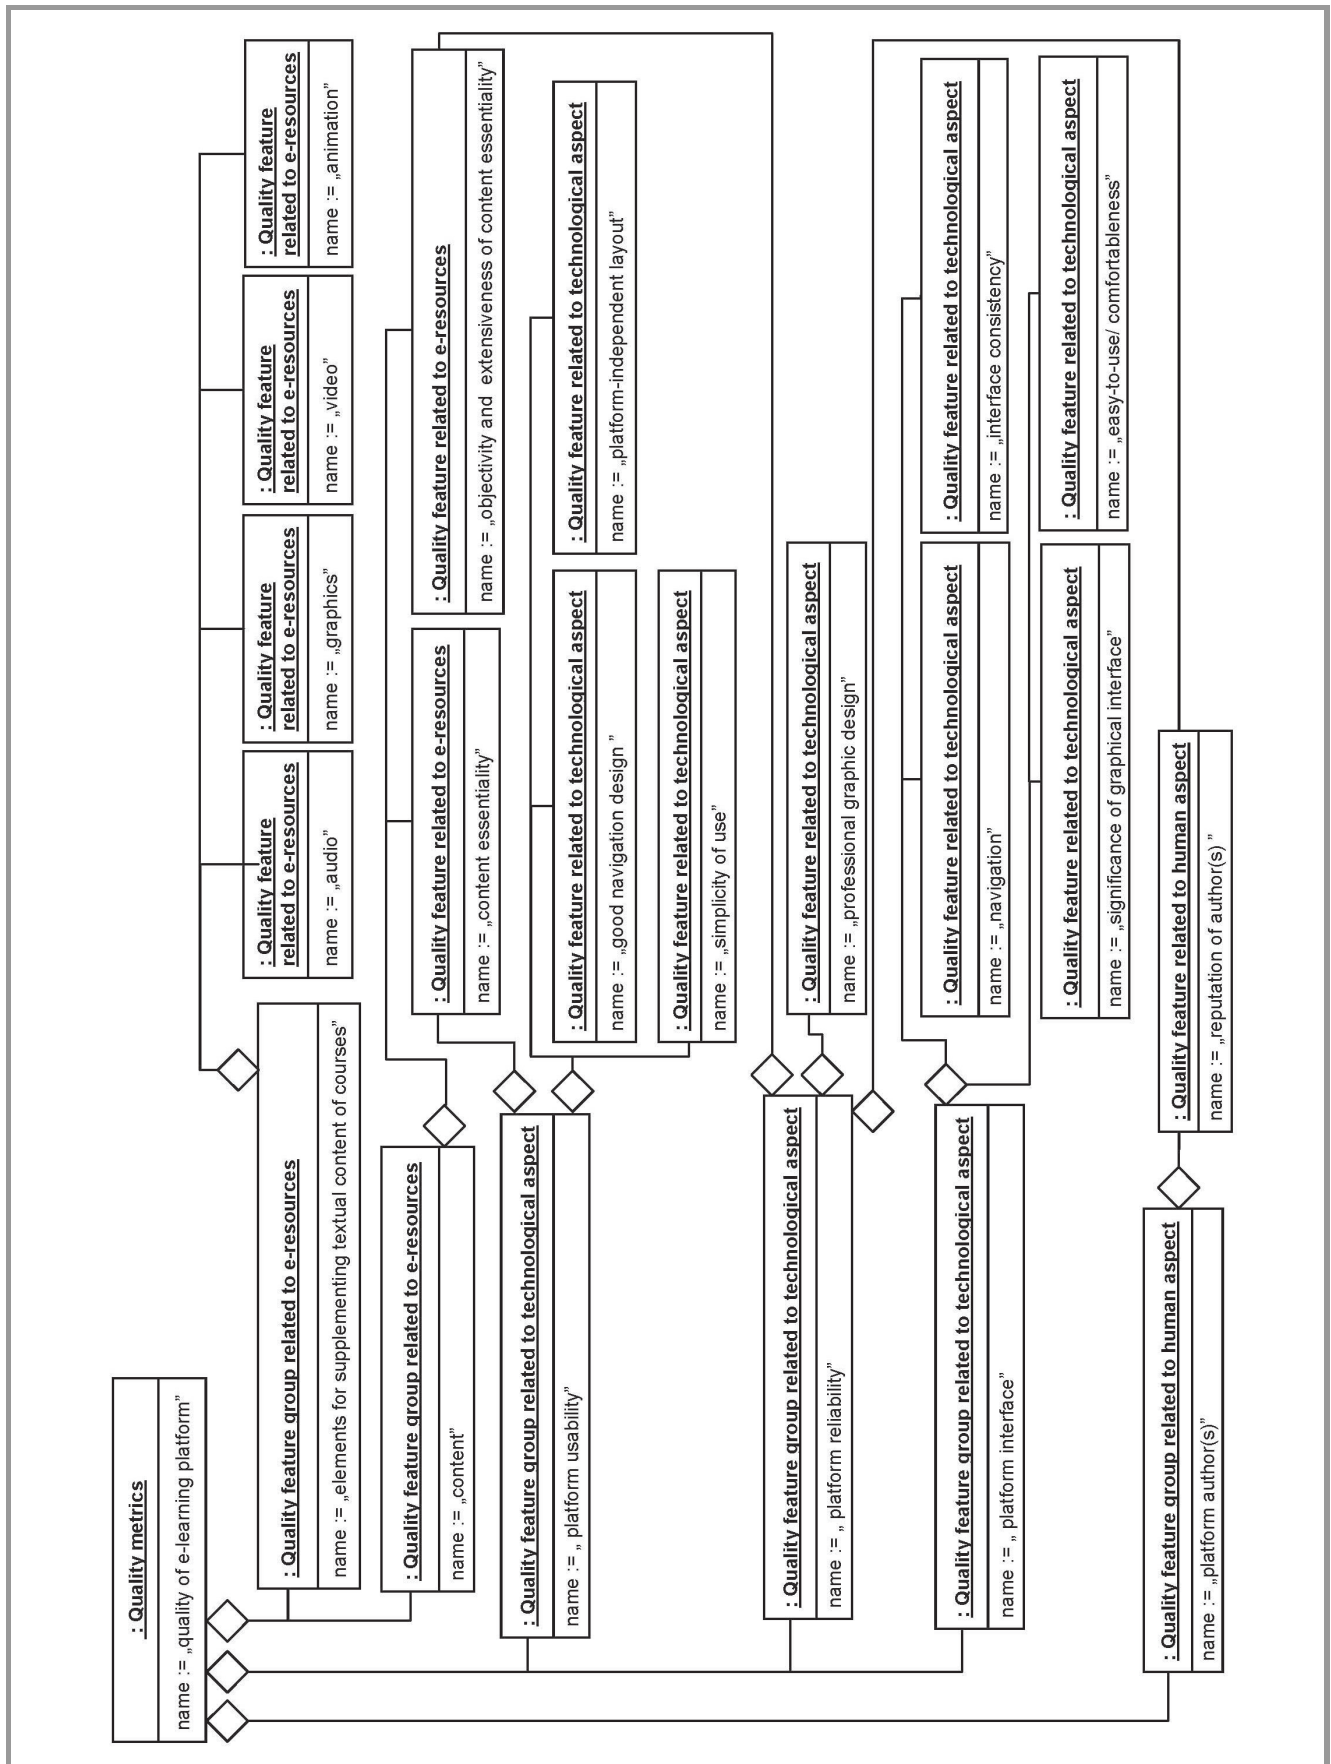 : Quality metrics
name := „quality of e-learning platform”
: Quality feature group related to e-resources
name := „elements for supplementing textual content of courses”
: Quality feature
related to e-resources
name := „audio”
: Quality feature
related to e-resources
name := „graphics”
: Quality feature
related to e-resources
name := „video”
: Quality feature
related to e-resources
name := „animation”
: Quality feature group related to e-resources
name := „content”
: Quality feature related to e-resources
name := „content essentiality”
: Quality feature related to e-resources
name := „objectivity and extensiveness of content essentiality”
: Quality feature group related to technological aspect
name := „ platform usability”
: Quality feature related to technological aspect
name := „good navigation design ”
: Quality feature related to technological aspect
name := „platform-independent layout”
: Quality feature related to technological aspect
name := „simplicity of use”
: Quality feature group related to technological aspect
name := „ platform reliability”
: Quality feature related to technological aspect
name := „professional graphic design”
: Quality feature group related to technological aspect
name := „ platform interface”
: Quality feature related to technological aspect
name := „navigation”
: Quality feature related to technological aspect
name := „interface consistency”
: Quality feature related to technological aspect
name := „significance of graphical interface”
: Quality feature related to technological aspect
name := „easy-to-use/ comfortableness”
: Quality feature group related to human aspect
name := „platform author(s)”
: Quality feature related to human aspect
name := „reputation of author(s) ”